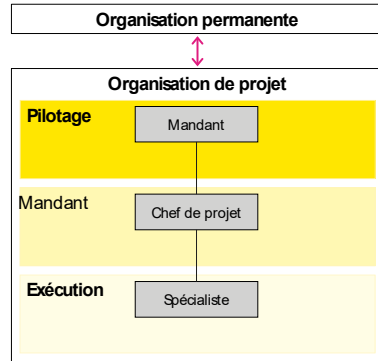 Organisation permanente
Organisation de projet
Pilotage
Mandant
Mandant
Chef de projet
Exécution
Spécialiste